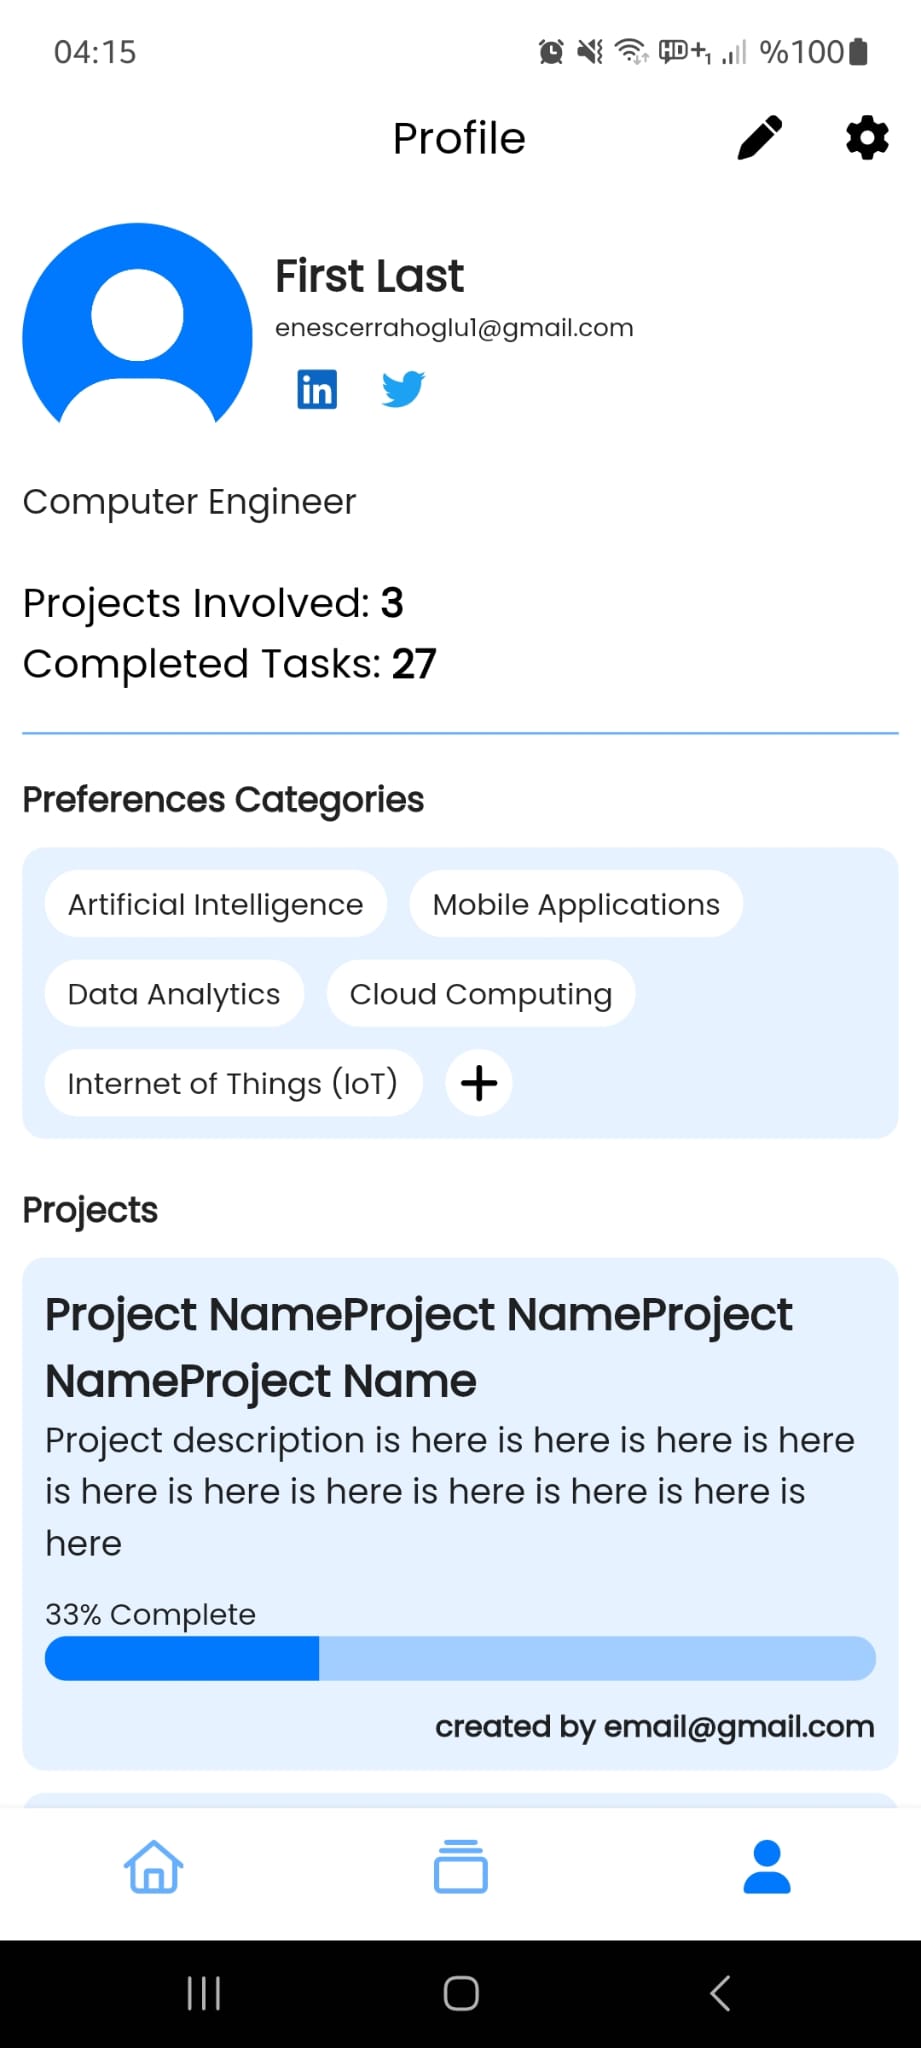 04:15
HD+1 %100
Profile
First Last
enescerrahoglu1@gmail.com
in
Computer Engineer
Projects Involved: 3
Completed Tasks: 27
Preferences Categories
Artificial Intelligence Mobile Applications
Data Analytics Cloud Computing
Internet of Things (IoT) +
Projects
Project NameProject NameProject
NameProject Name
Project description is here is here is here is here
is here is here is here is here is here is here is
here
33% Complete
created by email@gmail.com